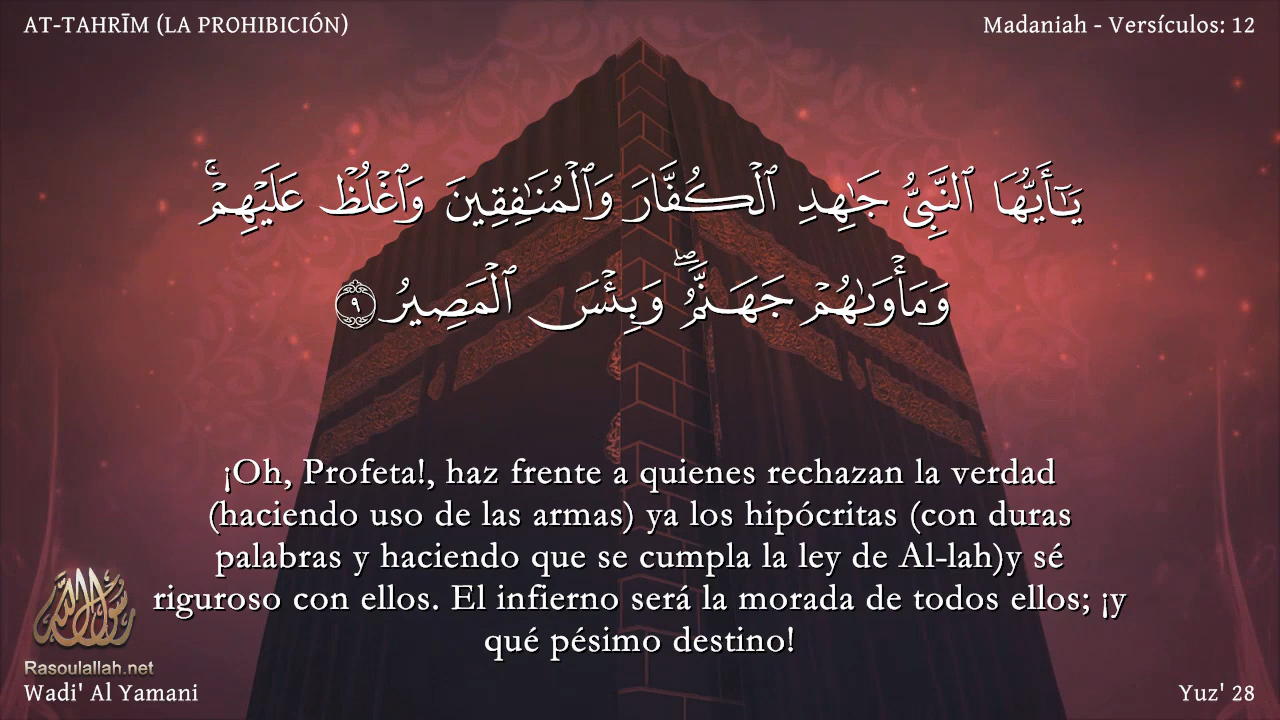 AT-TAHRĪM (LA PROHIBICIÓN)
Madaniah - Versículos: 12
يَـٰٓأَيُّهَا ٱلنَّبِىُّ جَـٰهِدِ ٱلْكُفَّارَ وَٱلْمُنَـٰفِقِينَ وَٱغْلُظْ عَلَيْهِمْ ۚ
وَمَأْوَىٰهُمْ جَهَنَّمُ ۖ وَبِئْسَ ٱلْمَصِيرُ ٩
¡Oh, Profeta!, haz frente a quienes rechazan la verdad
(haciendo uso de las armas) ya los hipócritas (con duras
palabras y haciendo que se cumpla la ley de Al-lah)y sé
riguroso con ellos. El infierno será la morada de todos ellos; ¡y
qué pésimo destino!
رسول الله
Rasoulallah.net
Wadi' Al Yamani
Yuz' 28